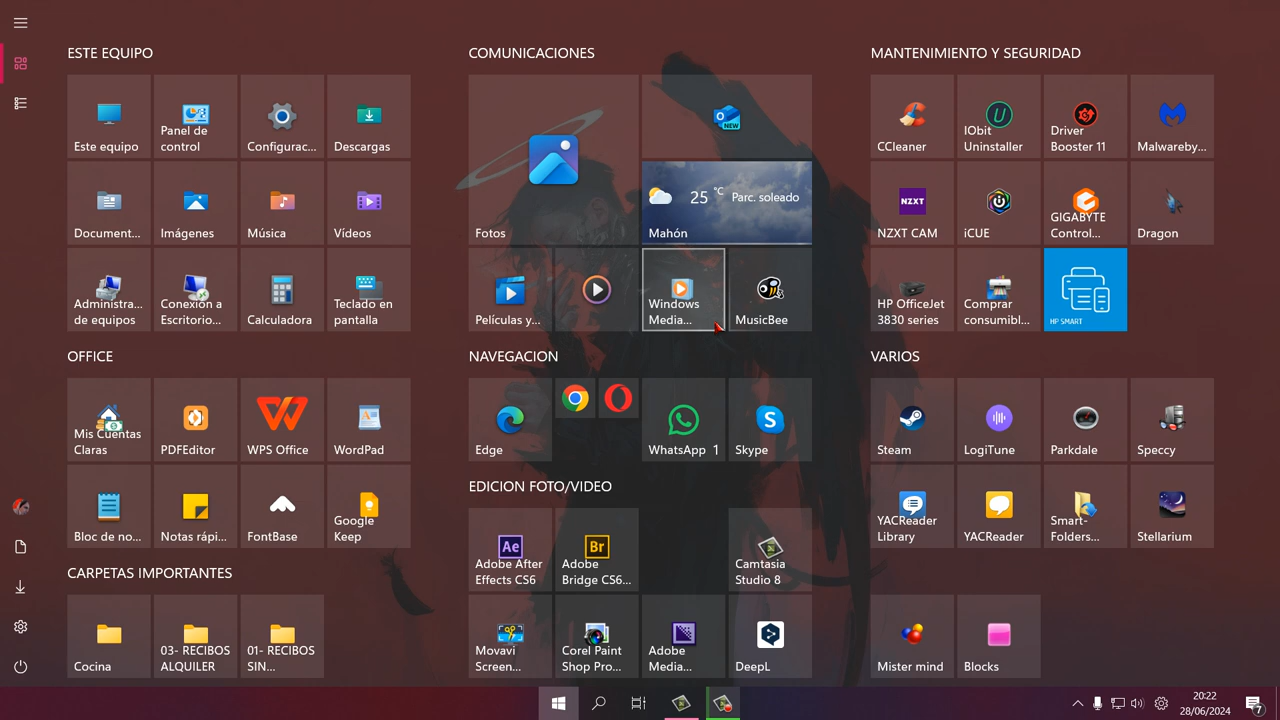 ESTE EQUIPO
Este equipo
Panel de
control
Configurac...
Descargas
Document...
Imágenes
Música
Vídeos
Administra...
de equipos
Conexión a
Escritorio...
Calculadora
Teclado en
pantalla
OFFICE
Mis Cuentas
Claras
PDFEditor
WPS Office
WordPad
Bloc de no...
Notas rápi...
FontBase
Google
Keep
CARPETAS IMPORTANTES
Cocina
03- RECIBOS
ALQUILER
01- RECIBOS
SIN...
COMUNICACIONES
Fotos
NEW
25 °C Parc. soleado
Mahón
Películas y...
Windows
Media...
MusicBee
NAVEGACION
Edge
WhatsApp 1
Skype
EDICION FOTO/VIDEO
Ae
Adobe After
Effects CS6
Br
Adobe
Bridge CS6...
Camtasia
Studio 8
Movavi
Screen...
Corel Paint
Shop Pro...
Adobe
Media...
DeepL
MANTENIMIENTO Y SEGURIDAD
CCleaner
IObit
Uninstaller
Driver
Booster 11
Malwareby...
NZXT
NZXT CAM
iCUE
GIGABYTE
Control...
Dragon
HP OfficeJet
3830 series
Comprar
consumibl...
HP SMART
VARIOS
Steam
LogiTune
Parkdale
Speccy
YACReader
Library
YACReader
Smart-
Folders...
Stellarium
Mister mind
Blocks
20:22
28/06/2024
7